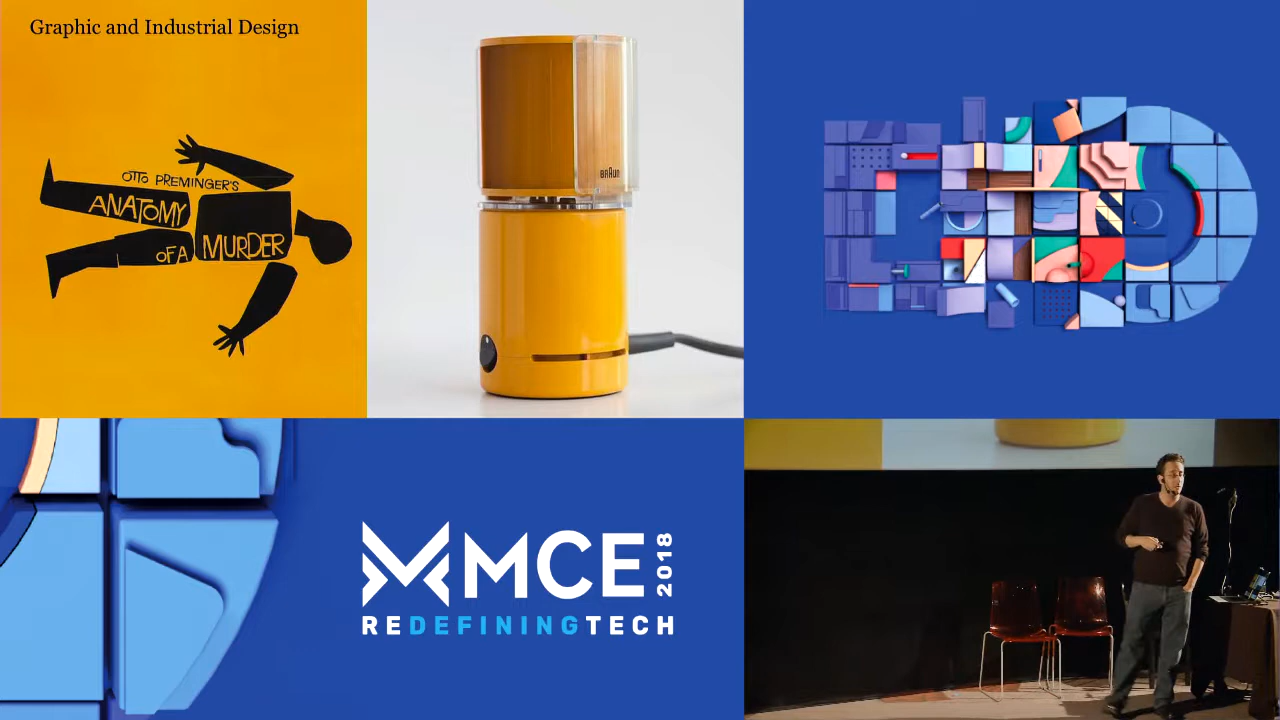 Graphic and Industrial Design
OTTO PREMINGER'S
ANATOMY
OF A MURDER
BRAUN
MCE 2018
REDEFININGTECH